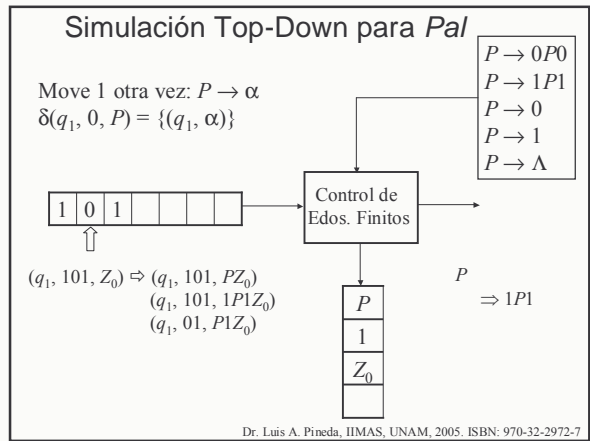 Simulación Top-Down para Pal
Move 1 otra vez: P → α
δ(q₁, 0, P) = {(q₁, α)}
P → 0P0
P → 1P1
P → 0
P → 1
P → Λ
1 0 1
Control de
Edos. Finitos
(q₁, 101, Z₀) ⇨ (q₁, 101, PZ₀)
(q₁, 101, 1P1Z₀)
(q₁, 01, P1Z₀)
P
1
Z₀
P
⇒ 1P1
Dr. Luis A. Pineda, IIMAS, UNAM, 2005. ISBN: 970-32-2972-7